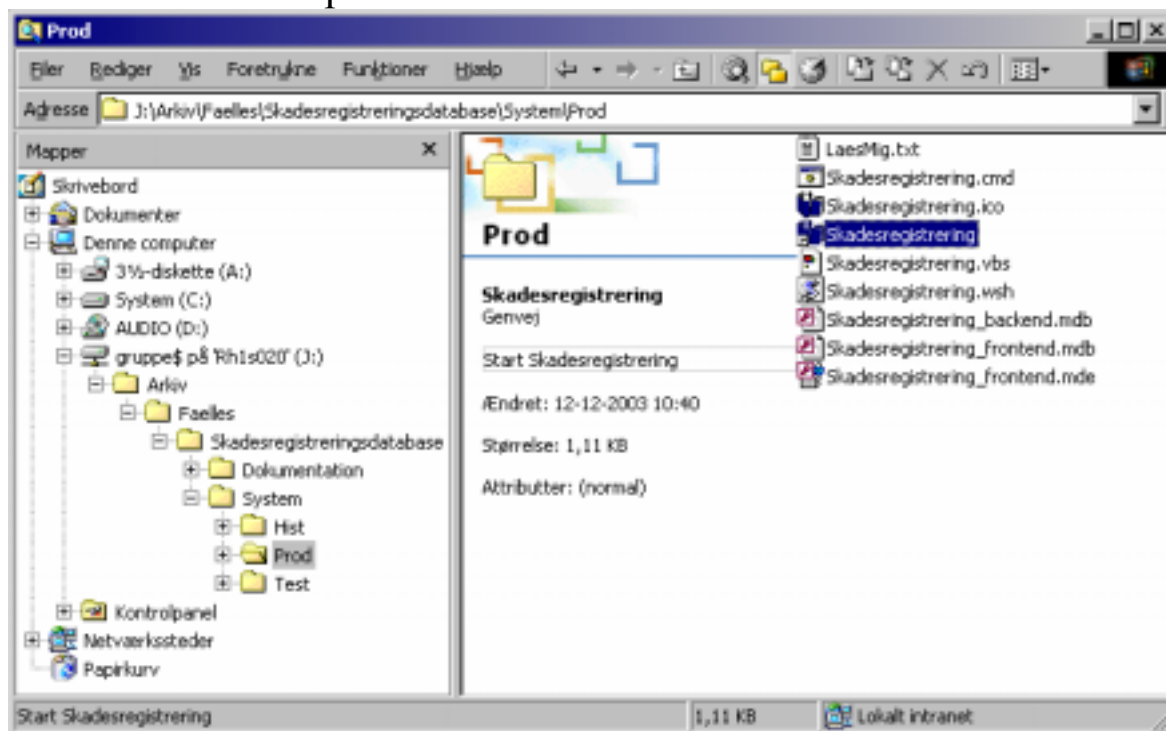 Prod
Filer Rediger Vis Foretrukne Funktioner Hjælp
Adresse J:\Arkiv\Faelles\Skadesregistreringsdatabase\System\Prod
Mapper
Skrivebord
Dokumenter
Denne computer
3½-diskette (A:)
System (C:)
AUDIO (D:)
gruppe$ på 'Rh1s020' (J:)
Arkiv
Faelles
Skadesregistreringsdatabase
Dokumentation
System
Hist
Prod
Test
Kontrolpanel
Netværkssteder
Papirkurv
Prod
Skadesregistrering
Genvej
Start Skadesregistrering
Ændret: 12-12-2003 10:40
Størrelse: 1,11 KB
Attributter: (normal)
LaesMig.txt
Skadesregistrering.cmd
Skadesregistrering.ico
Skadesregistrering
Skadesregistrering.vbs
Skadesregistrering.wsh
Skadesregistrering_backend.mdb
Skadesregistrering_frontend.mdb
Skadesregistrering_frontend.mde
Start Skadesregistrering 1,11 KB Lokalt intranet